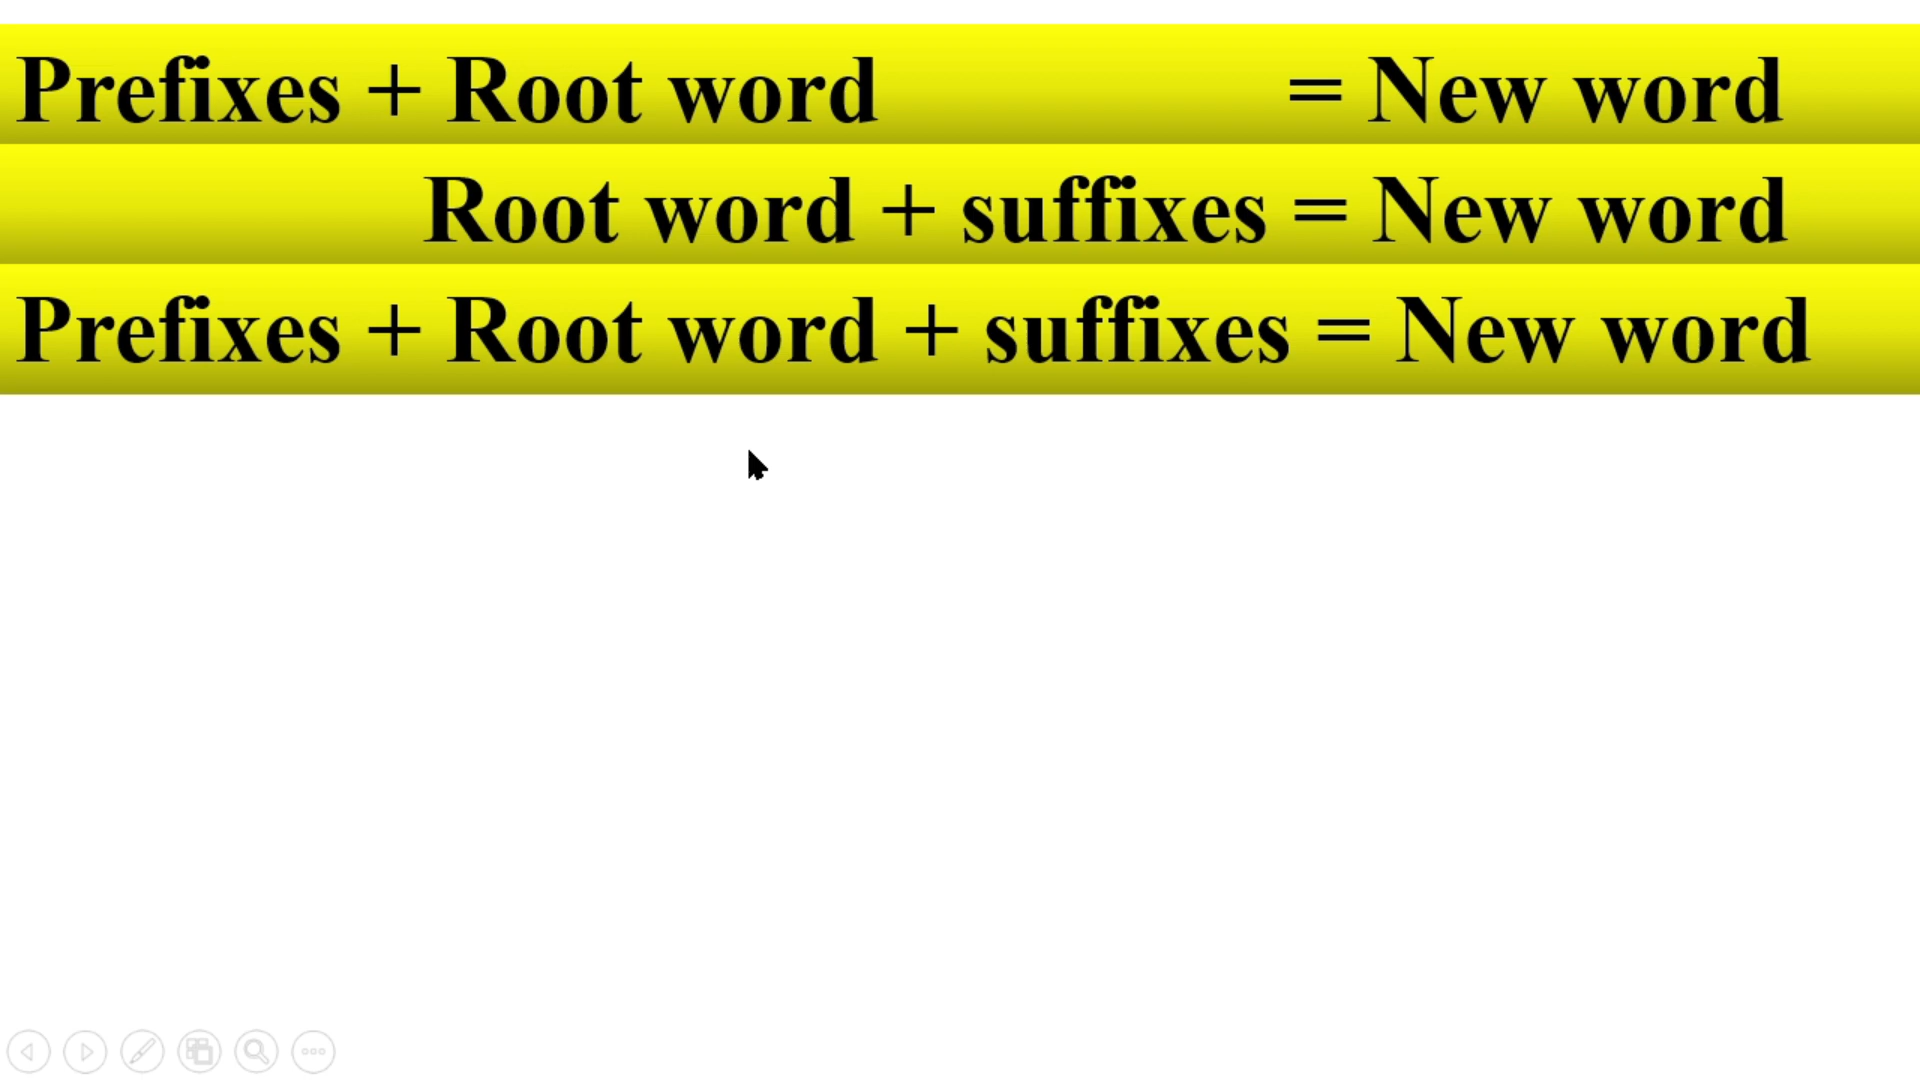 Prefixes + Root word = New word
Root word + suffixes = New word
Prefixes + Root word + suffixes = New word